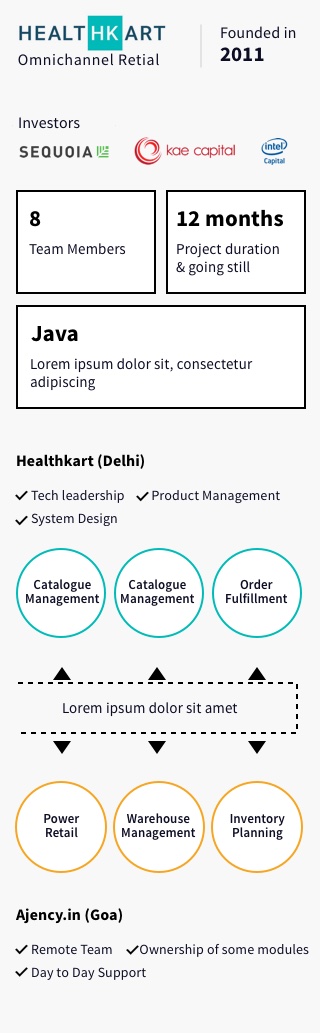 HEALTHKART
Omnichannel Retial
Founded in
2011
Investors
SEQUOIA
kae capital
intel
Capital
8
Team Members
12 months
Project duration
& going still
Java
Lorem ipsum dolor sit, consectetur
adipiscing
Healthkart (Delhi)
Tech leadership
Product Management
System Design
Catalogue
Management
Catalogue
Management
Order
Fulfillment
Lorem ipsum dolor sit amet
Power
Retail
Warehouse
Management
Inventory
Planning
Ajency.in (Goa)
Remote Team
Ownership of some modules
Day to Day Support